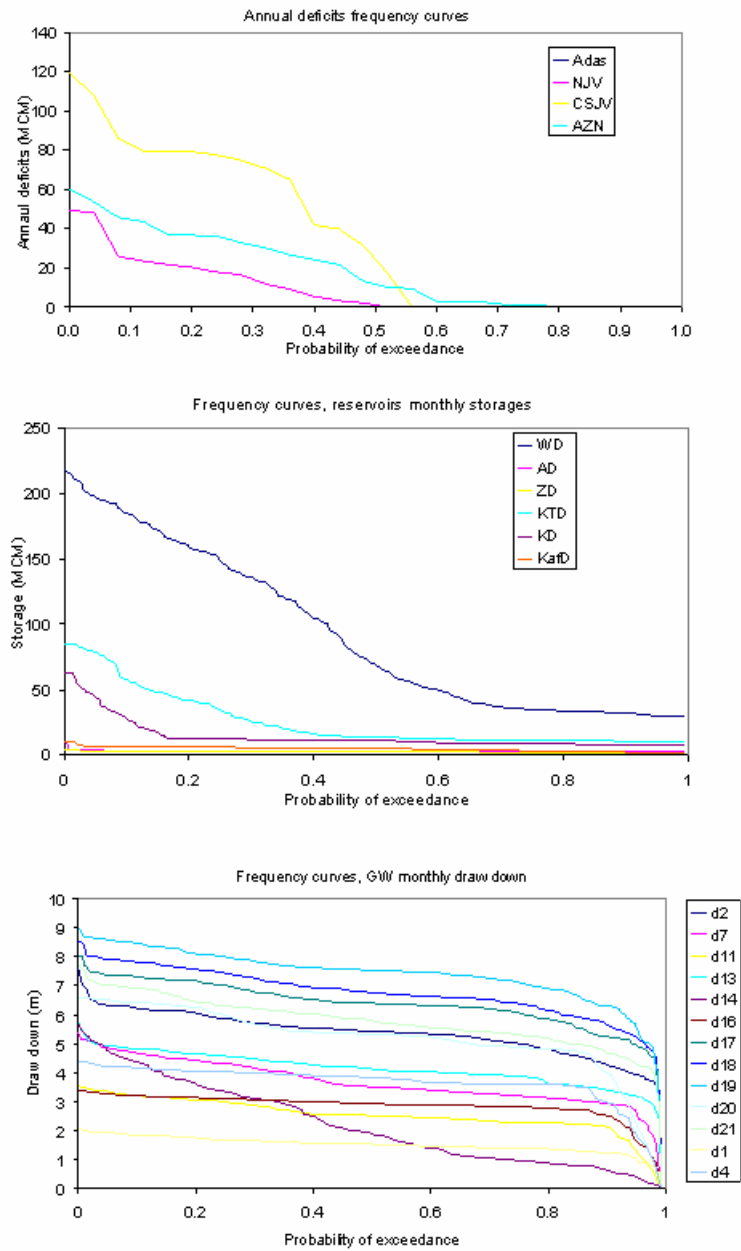 Annual deficits frequency curves
Annaul deficits (MCM)
140
120
100
80
60
40
20
0
0.0 0.1 0.2 0.3 0.4 0.5 0.6 0.7 0.8 0.9 1.0
Probability of exceedance
Adas
NJV
CSJV
AZN
Frequency curves, reservoirs monthly storages
Storage (MCM)
250
200
150
100
50
0
0 0.2 0.4 0.6 0.8 1
Probability of exceedance
WD
AD
ZD
KTD
KD
KafD
Frequency curves, GW monthly draw down
Draw down (m)
10
9
8
7
6
5
4
3
2
1
0
0 0.2 0.4 0.6 0.8 1
Probability of exceedance
d2
d7
d11
d13
d14
d16
d17
d18
d19
d20
d21
d1
d4